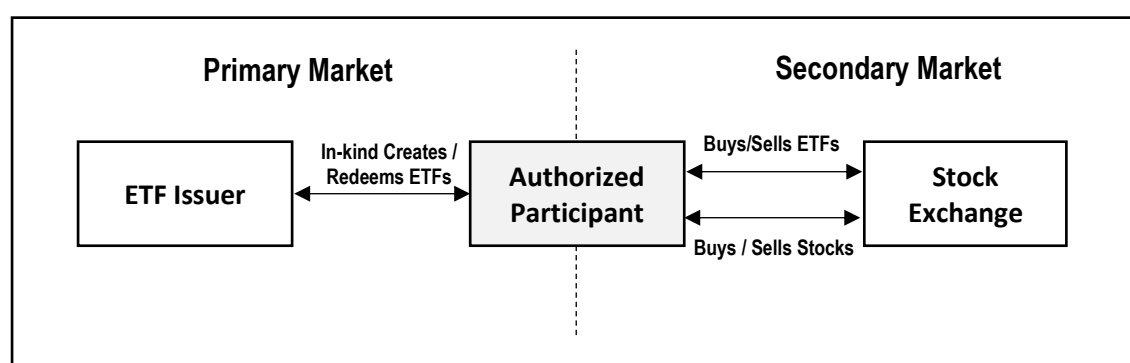 Primary Market
Secondary Market
ETF Issuer
In-kind Creates /
Redeems ETFs
Authorized
Participant
Buys/Sells ETFs
Buys / Sells Stocks
Stock
Exchange